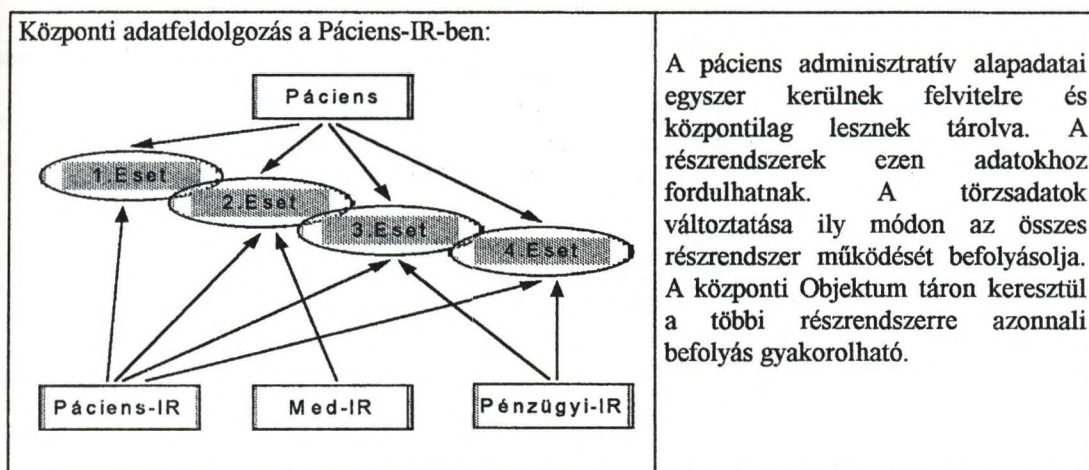 Központi adatfeldolgozás a Páciens-IR-ben:
Páciens
1.Eset
2.Eset
3.Eset
4.Eset
Páciens-IR
Med-IR
Pénzügyi-IR
A páciens adminisztratív alapadatai
egyszer kerülnek felvitelre és
központilag lesznek tárolva. A
részrendszerek ezen adatokhoz
fordulhatnak. A törzsadatok
változtatása ily módon az összes
részrendszer működését befolyásolja.
A központi Objektum táron keresztül
a többi részrendszerre azonnali
befolyás gyakorolható.